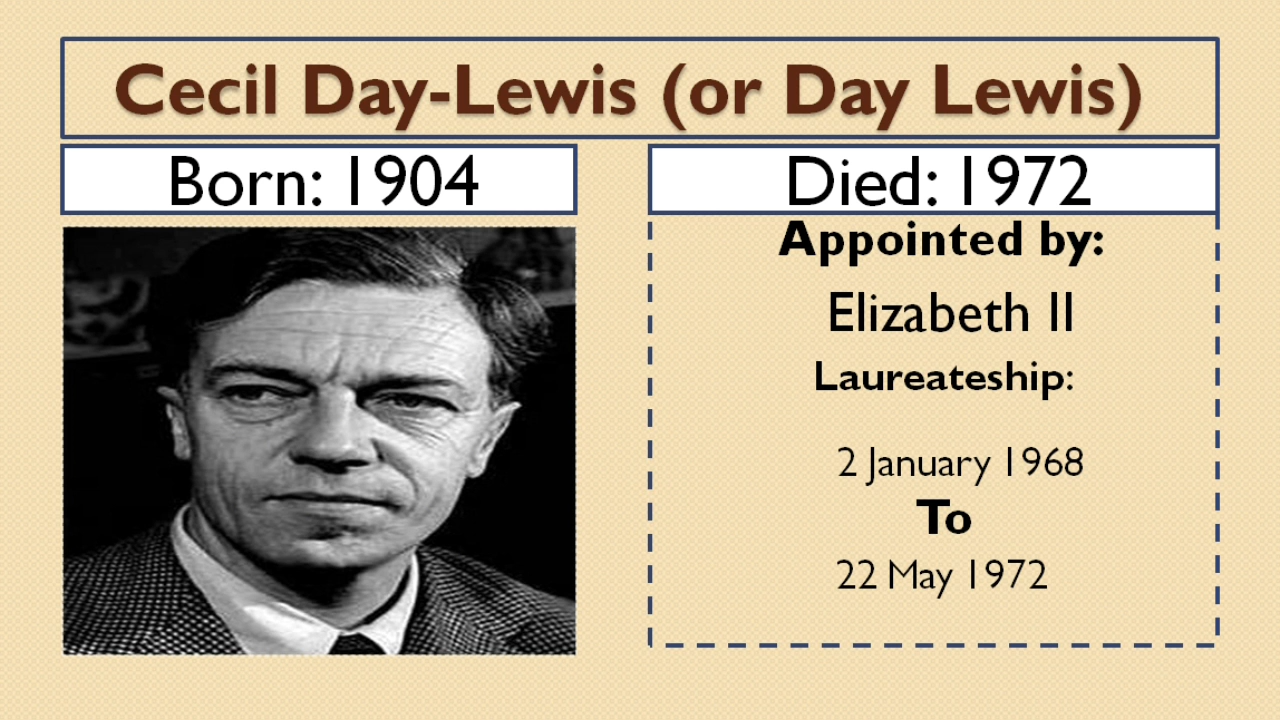 Cecil Day-Lewis (or Day Lewis)
Born: 1904
Died: 1972
Appointed by:
Elizabeth II
Laureateship:
2 January 1968
To
22 May 1972